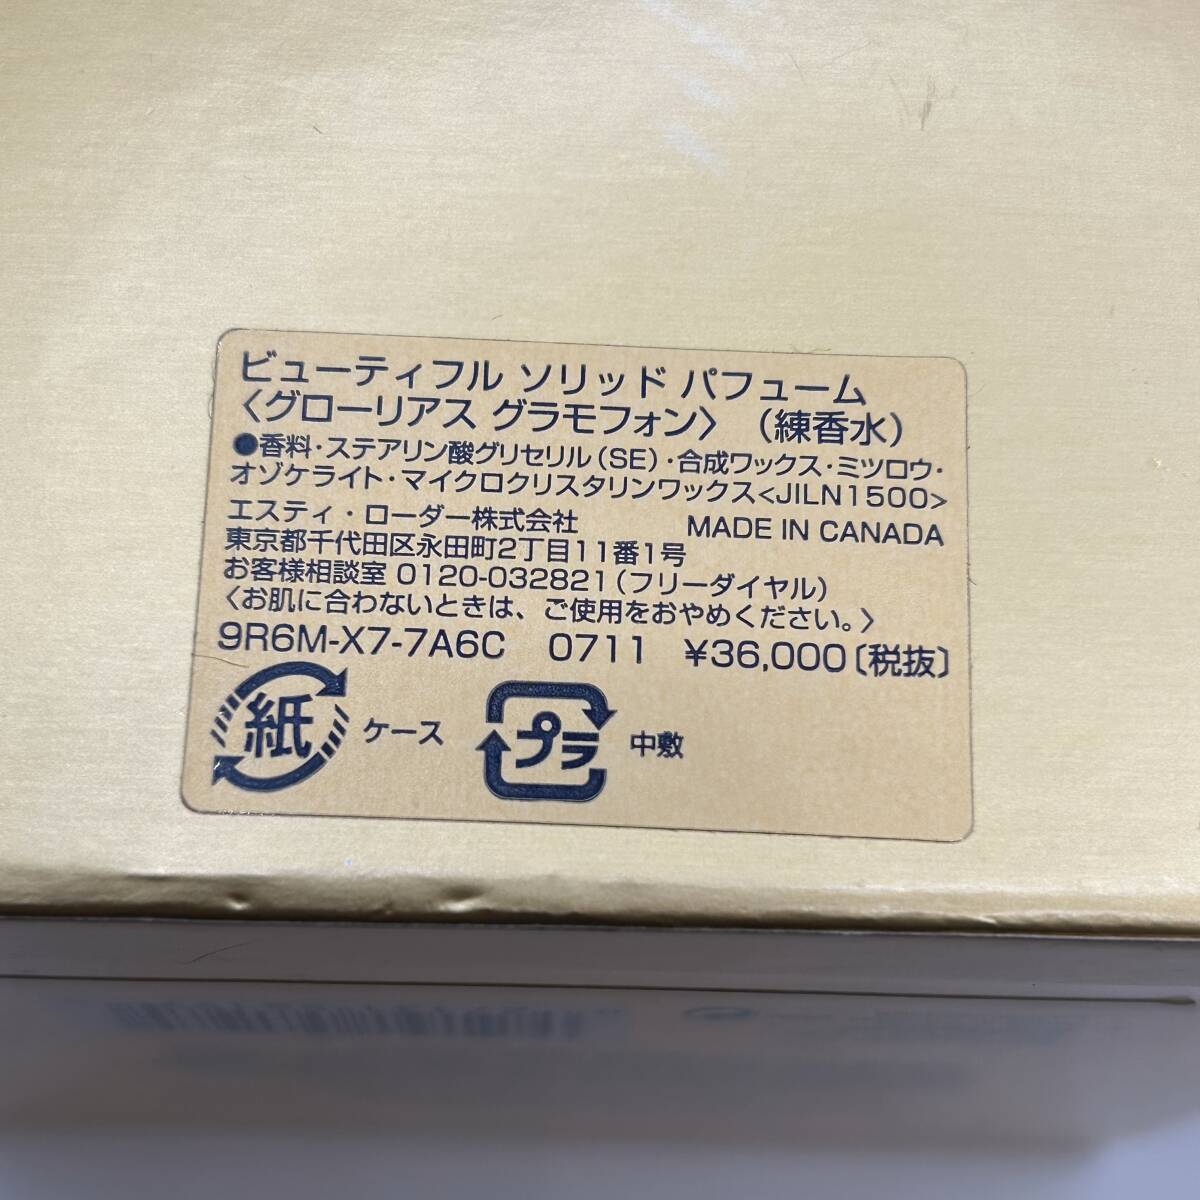 ビューティフル ソリッド パフューム
〈グローリアス グラモフォン〉 (練香水)
●香料・ステアリン酸グリセリル(SE)・合成ワックス・ミツロウ・
オゾケライト・マイクロクリスタリンワックス<JILN1500>
エスティ・ローダー株式会社 MADE IN CANADA
東京都千代田区永田町2丁目11番1号
お客様相談室 0120-032821(フリーダイヤル)
〈お肌に合わないときは、ご使用をおやめください。〉
9R6M-X7-7A6C 0711 ¥36,000〔税抜〕
紙 ケース プラ 中敷